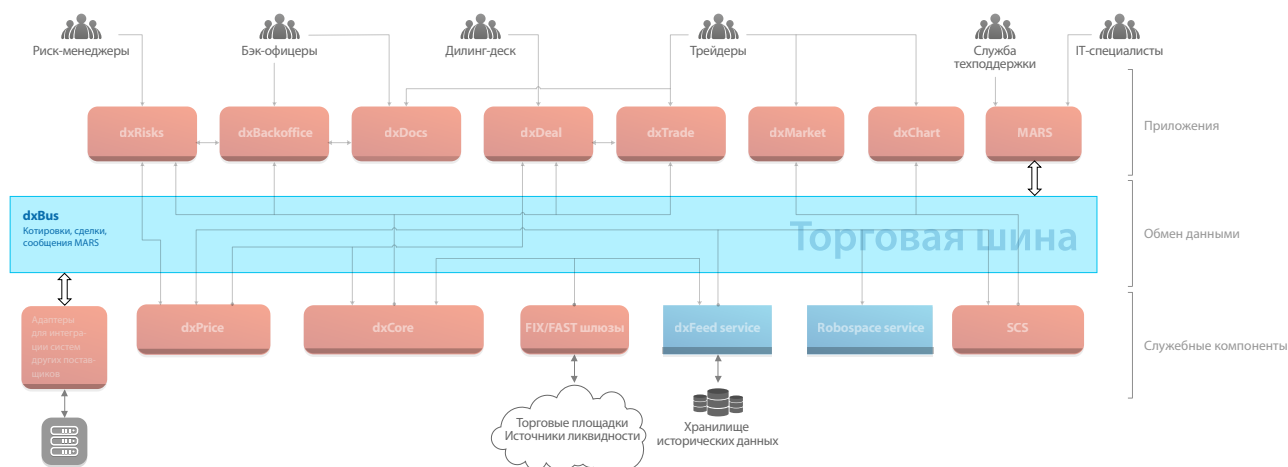 Риск-менеджеры
Бэк-офицеры
Дилинг-деск
Трейдеры
Служба
техподдержки
IT-специалисты
dxRisks
dxBackoffice
dxDocs
dxDeal
dxTrade
dxMarket
dxChart
MARS
Приложения
dxBus
Котировки, сделки,
сообщения MARS
Торговая шина
Обмен данными
Адаптеры
для интегра-
ции систем
других постав-
щиков
dxPrice
dxCore
FIX/FAST шлюзы
dxFeed service
Robospace service
SCS
Служебные компоненты
Торговые площадки
Источники ликвидности
Хранилище
исторических данных